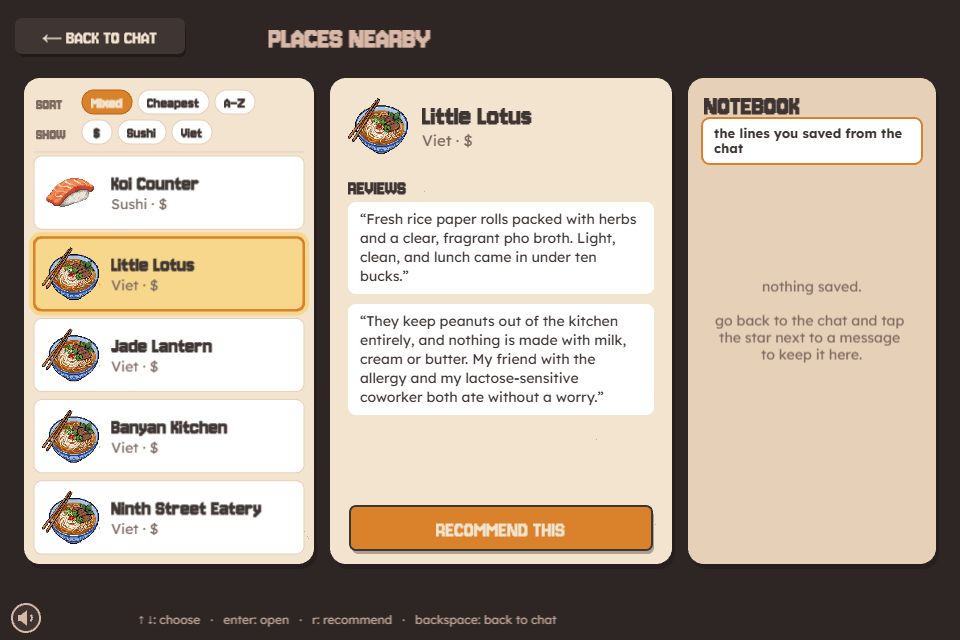 ← BACK TO CHAT
PLACES NEARBY
SORT Mixed Cheapest A-Z
SHOW $ Sushi Viet
Koi Counter
Sushi · $
Little Lotus
Viet · $
Jade Lantern
Viet · $
Banyan Kitchen
Viet · $
Ninth Street Eatery
Viet · $
Little Lotus
Viet · $
REVIEWS
“Fresh rice paper rolls packed with herbs
and a clear, fragrant pho broth. Light,
clean, and lunch came in under ten
bucks.”
“They keep peanuts out of the kitchen
entirely, and nothing is made with milk,
cream or butter. My friend with the
allergy and my lactose-sensitive
coworker both ate without a worry.”
RECOMMEND THIS
NOTEBOOK
the lines you saved from the
chat
nothing saved.
go back to the chat and tap
the star next to a message
to keep it here.
↑ ↓: choose · enter: open · r: recommend · backspace: back to chat